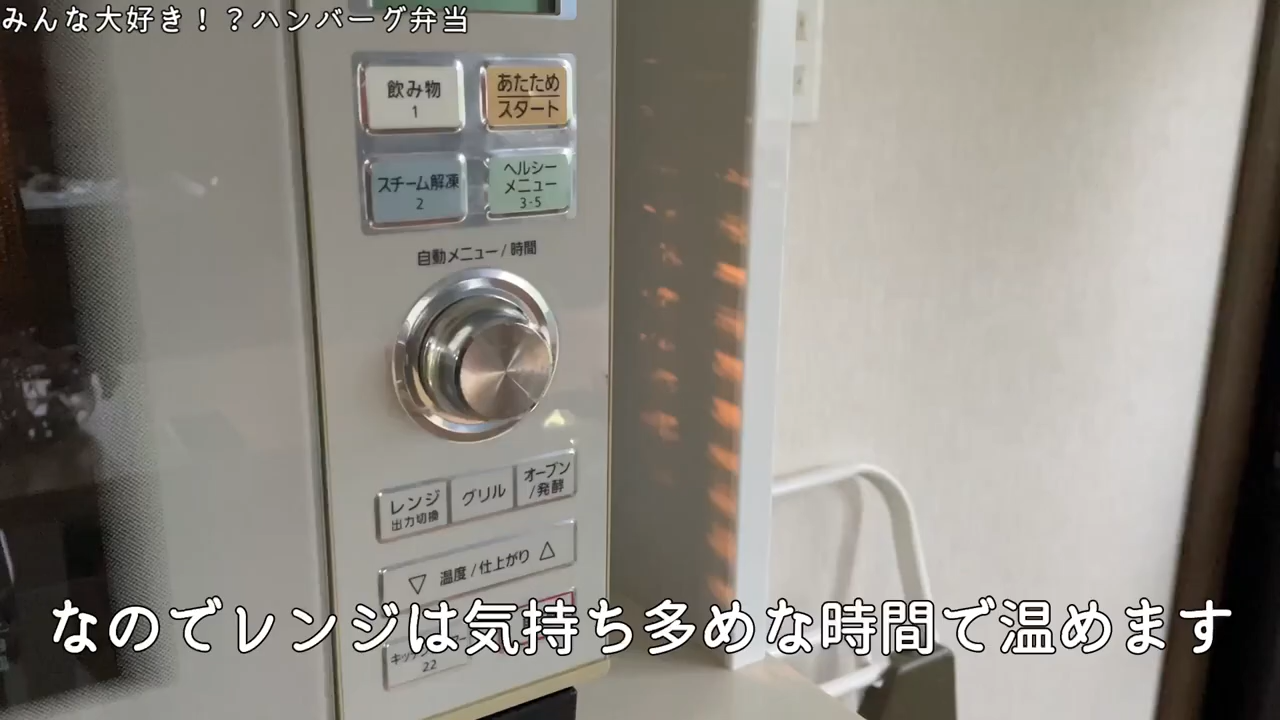 みんな大好き！？ハンバーグ弁当
飲み物
1
あたため
スタート
スチーム解凍
2
ヘルシー
メニュー
3-5
自動メニュー/時間
レンジ
出力切換
グリル
オーブン
/発酵
▽ 温度/仕上がり △
なのでレンジは気持ち多めな時間で温めます
22